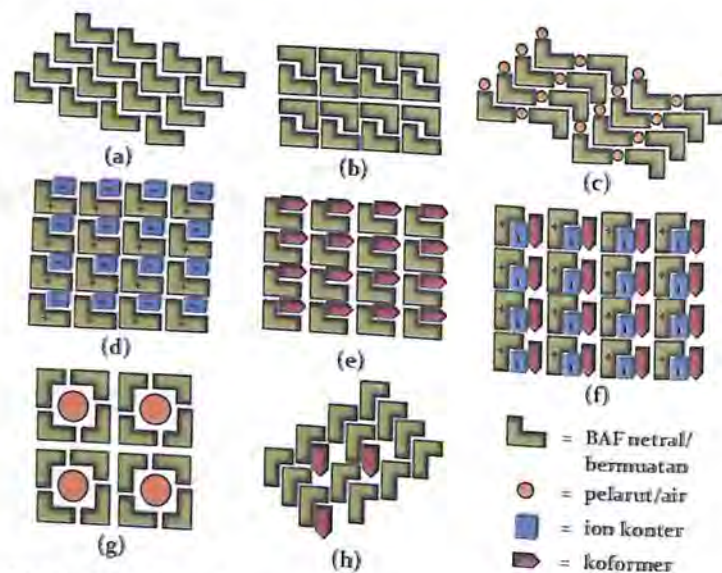 (a)
(b)
(c)
(d)
(e)
(f)
(g)
(h)
= BAF netral/
bermuatan
= pelarut/air
= ion konter
= koformer